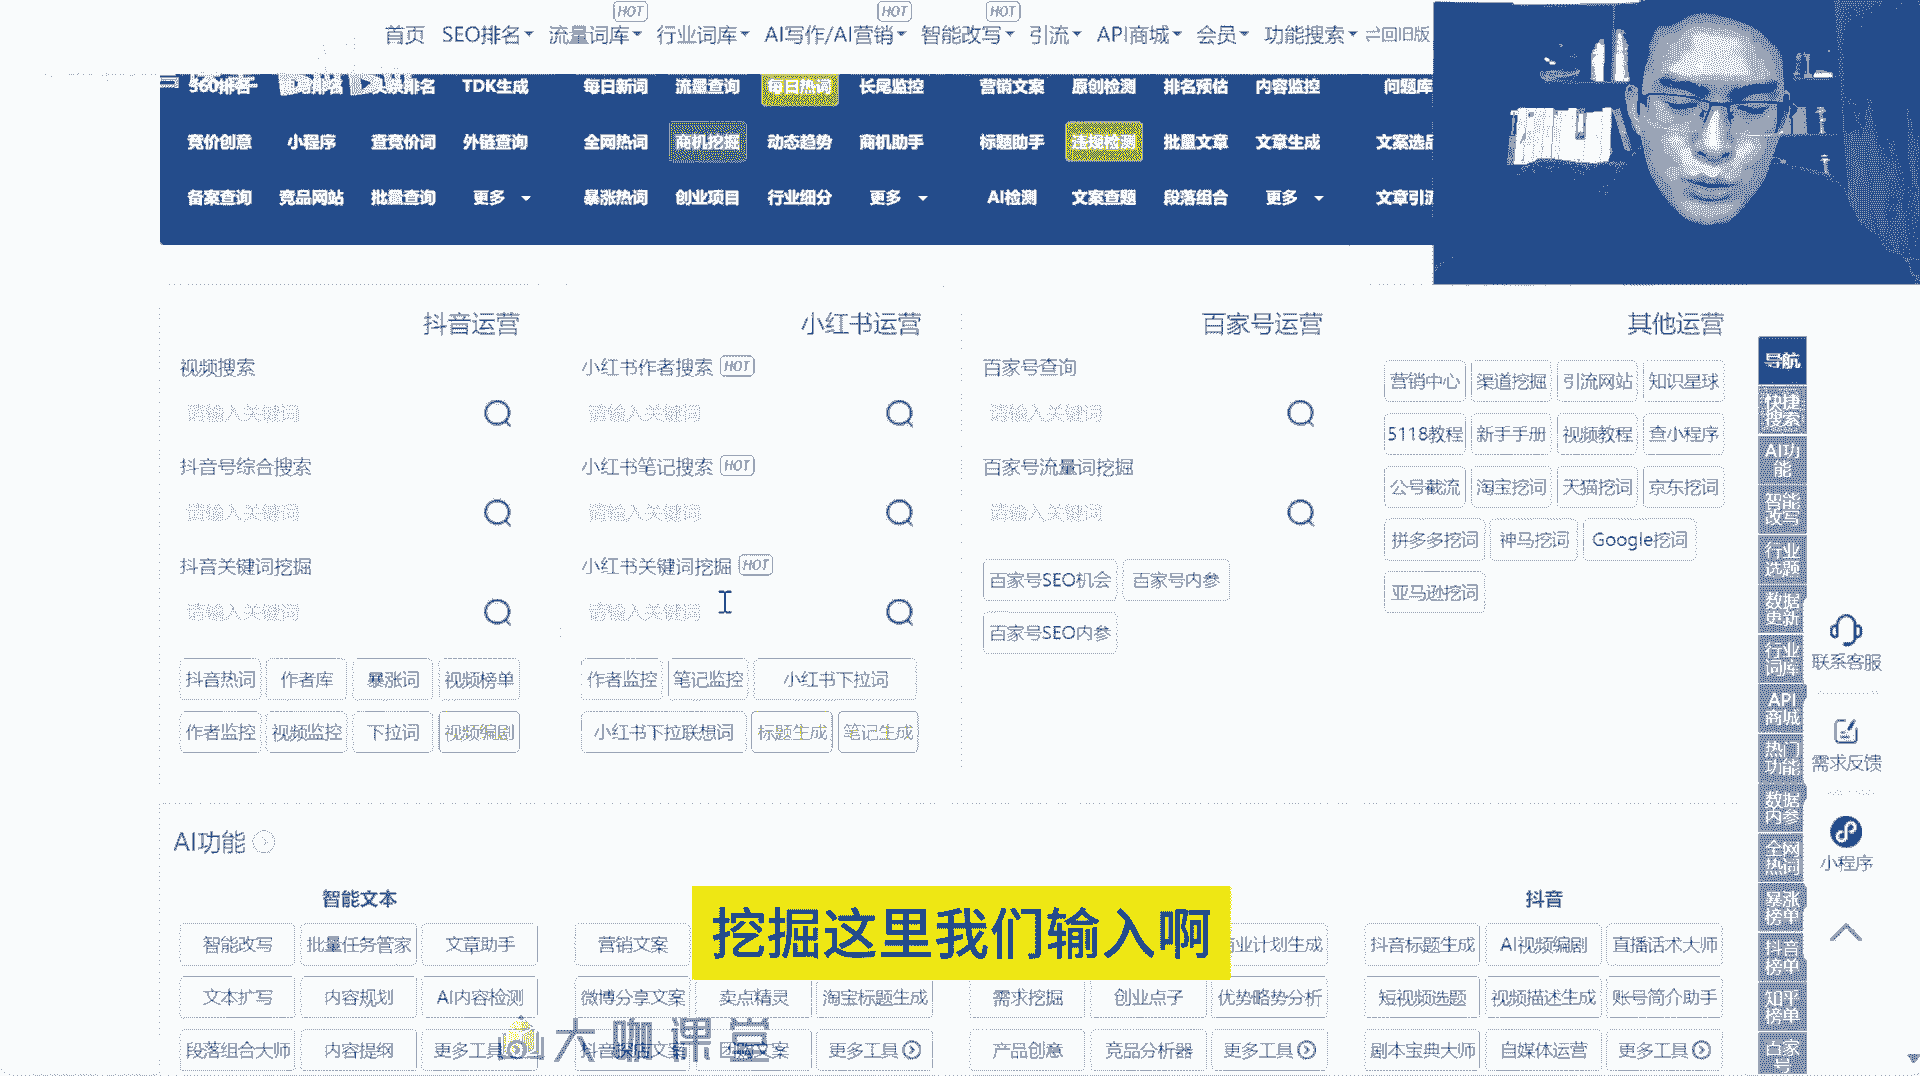 HOT HOT HOT
首页 SEO排名 流量词库 行业词库 AI写作/AI营销 智能改写 引流 API商城 会员 功能搜索 回旧版
360排名 头条排名 TDK生成 每日新词 流量查询 每日热词 长尾监控 营销文案 原创检测 排名预估 内容监控 问题库
竞价创意 小程序 查竞价词 外链查询 全网热词 商机挖掘 动态趋势 商机助手 标题助手 违规检测 批量文章 文章生成 文案选品
备案查询 竞品网站 批量查询 更多 暴涨热词 创业项目 行业细分 更多 AI检测 文案查题 段落组合 更多 文章引流
抖音运营
视频搜索
请输入关键词
抖音号综合搜索
请输入关键词
抖音关键词挖掘
请输入关键词
抖音热词 作者库 暴涨词 视频榜单
作者监控 视频监控 下拉词 视频编剧
小红书运营
小红书作者搜索 HOT
请输入关键词
小红书笔记搜索 HOT
请输入关键词
小红书关键词挖掘 HOT
请输入关键词
作者监控 笔记监控 小红书下拉词
小红书下拉联想词 标题生成 笔记生成
百家号运营
百家号查询
请输入关键词
百家号流量词挖掘
请输入关键词
百家号SEO机会 百家号内参
百家号SEO内参
其他运营
营销中心 渠道挖掘 引流网站 知识星球
5118教程 新手手册 视频教程 查小程序
公号截流 淘宝挖词 天猫挖词 京东挖词
拼多多挖词 神马挖词 Google挖词
亚马逊挖词
导航
快捷搜索
AI功能
智能改写
行业选题
数据更新
行业词库
API商城
热门功能
数据内参
全网热词
暴涨榜单
抖音榜单
知乎榜单
百家号
联系客服
需求反馈
小程序
AI功能
智能文本
智能改写 批量任务管家 文章助手
文本扩写 内容规划 AI内容检测
段落组合大师 内容提纲 更多工具
营销文案
微博分享文案 卖点精灵 淘宝标题生成
更多工具
业计划生成
需求挖掘 创业点子 优势略势分析
产品创意 竞品分析器 更多工具
抖音
抖音标题生成 AI视频编剧 直播话术大师
短视频选题 视频描述生成 账号简介助手
剧本宝典大师 自媒体运营 更多工具
挖掘这里我们输入啊
大咖课堂